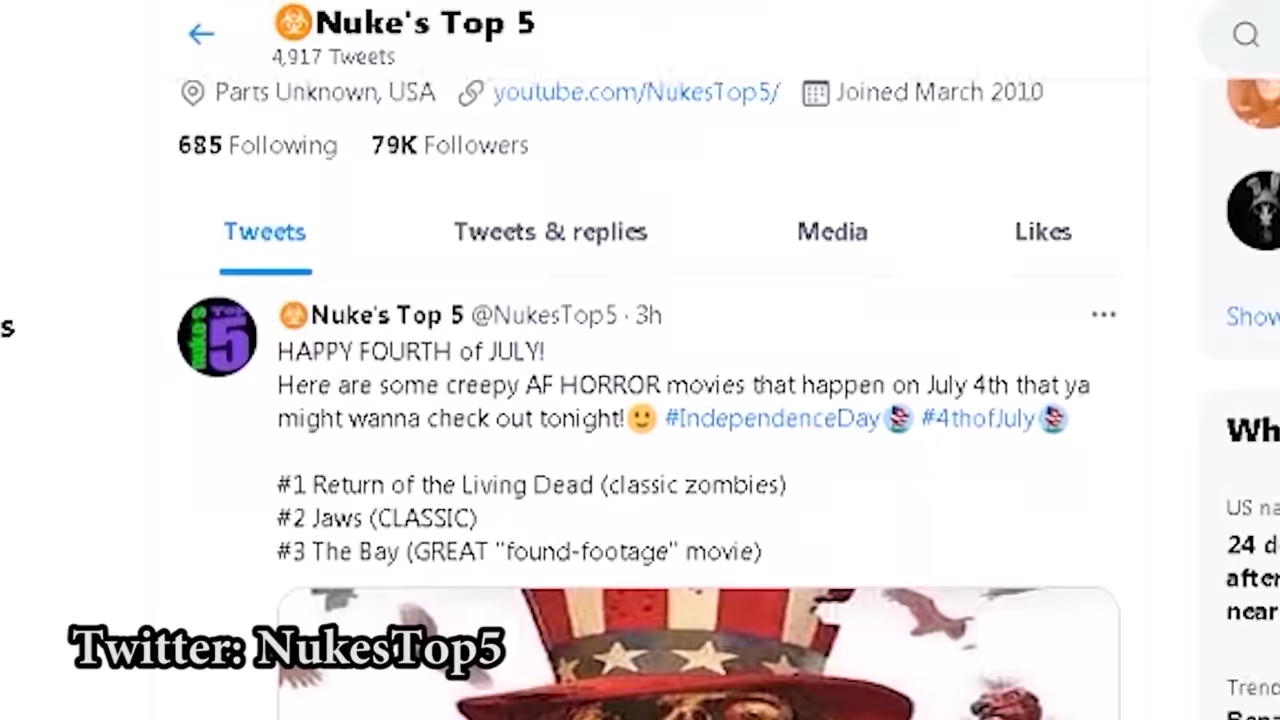 Nuke's Top 5
4,917 Tweets
Parts Unknown, USA youtube.com/NukesTop5/ Joined March 2010
685 Following 79K Followers
Tweets Tweets & replies Media Likes
Nuke's Top 5 @NukesTop5 · 3h
HAPPY FOURTH of JULY!
Here are some creepy AF HORROR movies that happen on July 4th that ya
might wanna check out tonight! #IndependenceDay #4thofJuly
#1 Return of the Living Dead (classic zombies)
#2 Jaws (CLASSIC)
#3 The Bay (GREAT "found-footage" movie)
Twitter: NukesTop5
s
Nuke's TOP 5
Show
Wh
US na
24 d
after
near
Trend